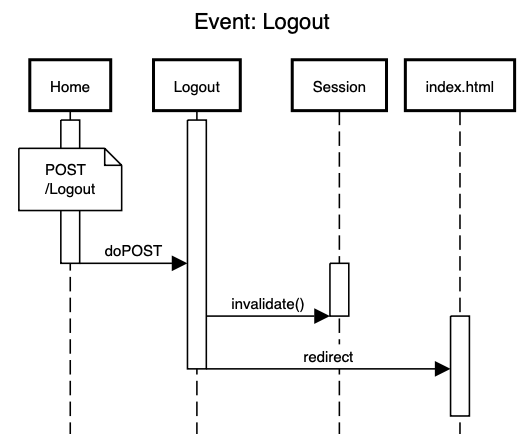 Event: Logout
Home
Logout
Session
index.html
POST
/Logout
doPOST
invalidate()
redirect